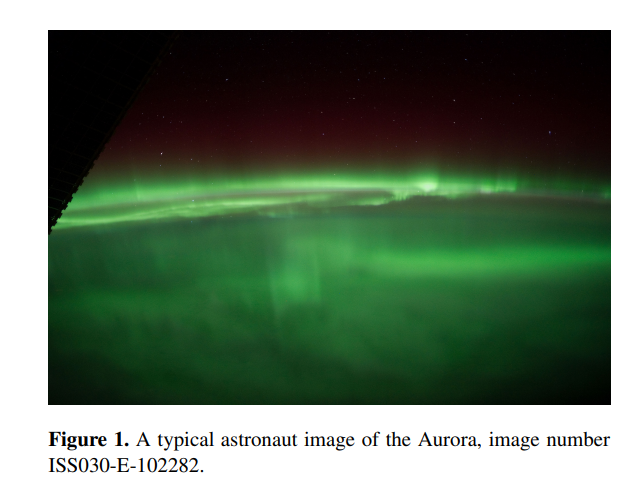 Figure 1. A typical astronaut image of the Aurora, image number
ISS030-E-102282.